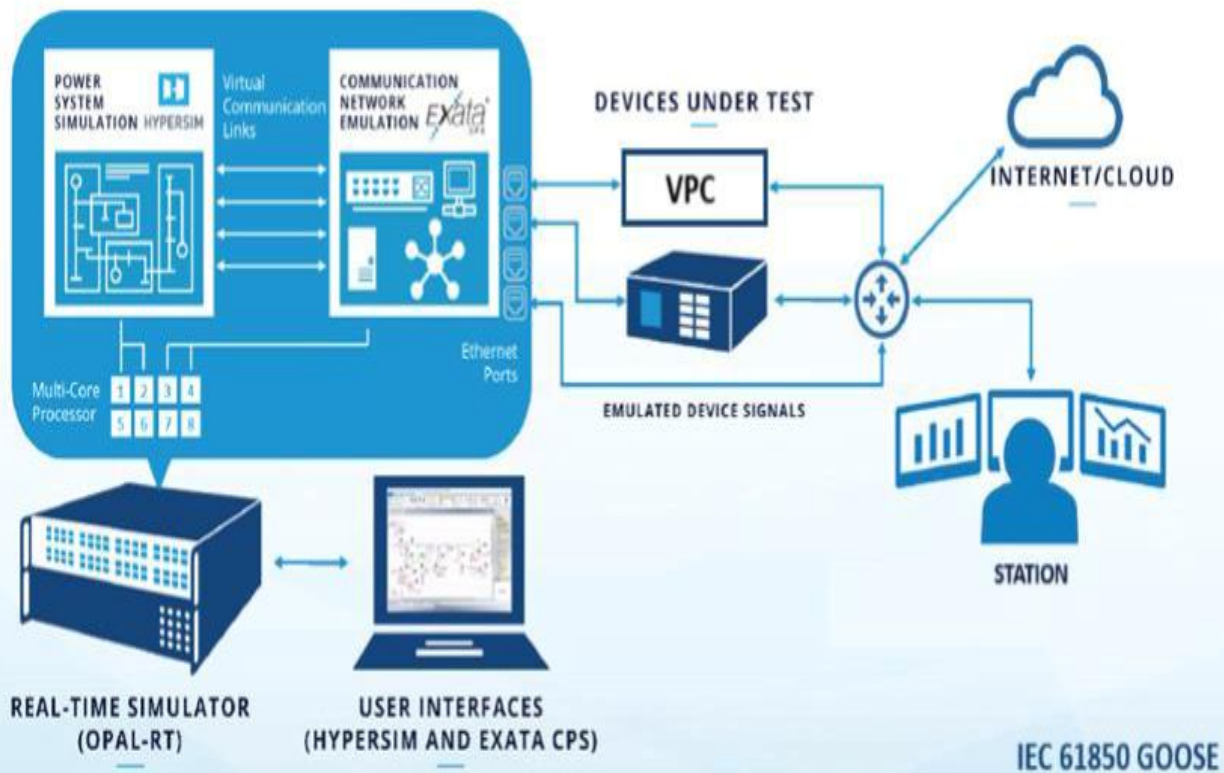 POWER
SYSTEM
SIMULATION HYPERSIM
Virtual
Communication
Links
COMMUNICATION
NETWORK
EMULATION EXata
CPS
DEVICES UNDER TEST
VPC
INTERNET/CLOUD
Ethernet
Ports
Multi-Core
Processor
1 2 3 4
5 6 7 8
EMULATED DEVICE SIGNALS
STATION
REAL-TIME SIMULATOR
(OPAL-RT)
USER INTERFACES
(HYPERSIM AND EXATA CPS)
IEC 61850 GOOSE